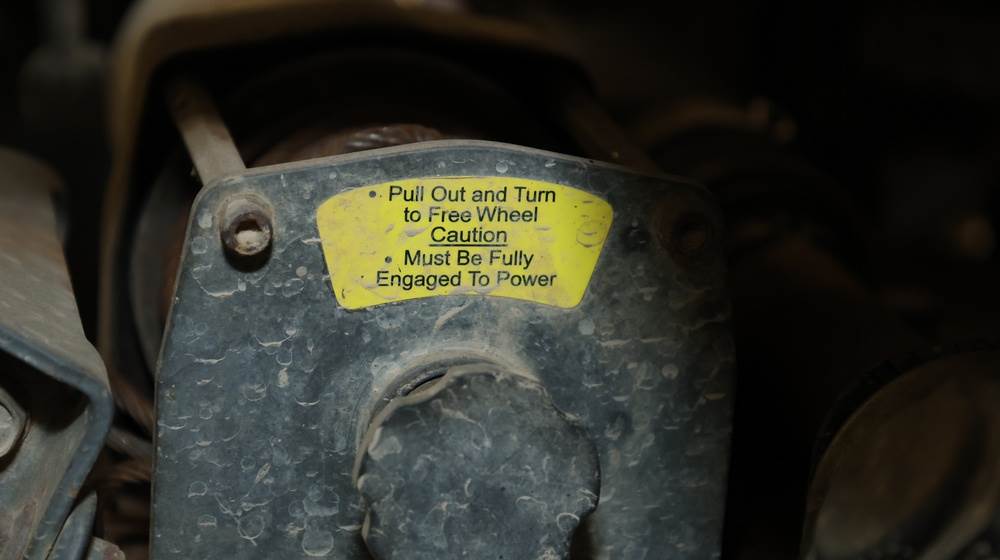 • Pull Out and Turn
to Free Wheel
Caution
• Must Be Fully
Engaged To Power